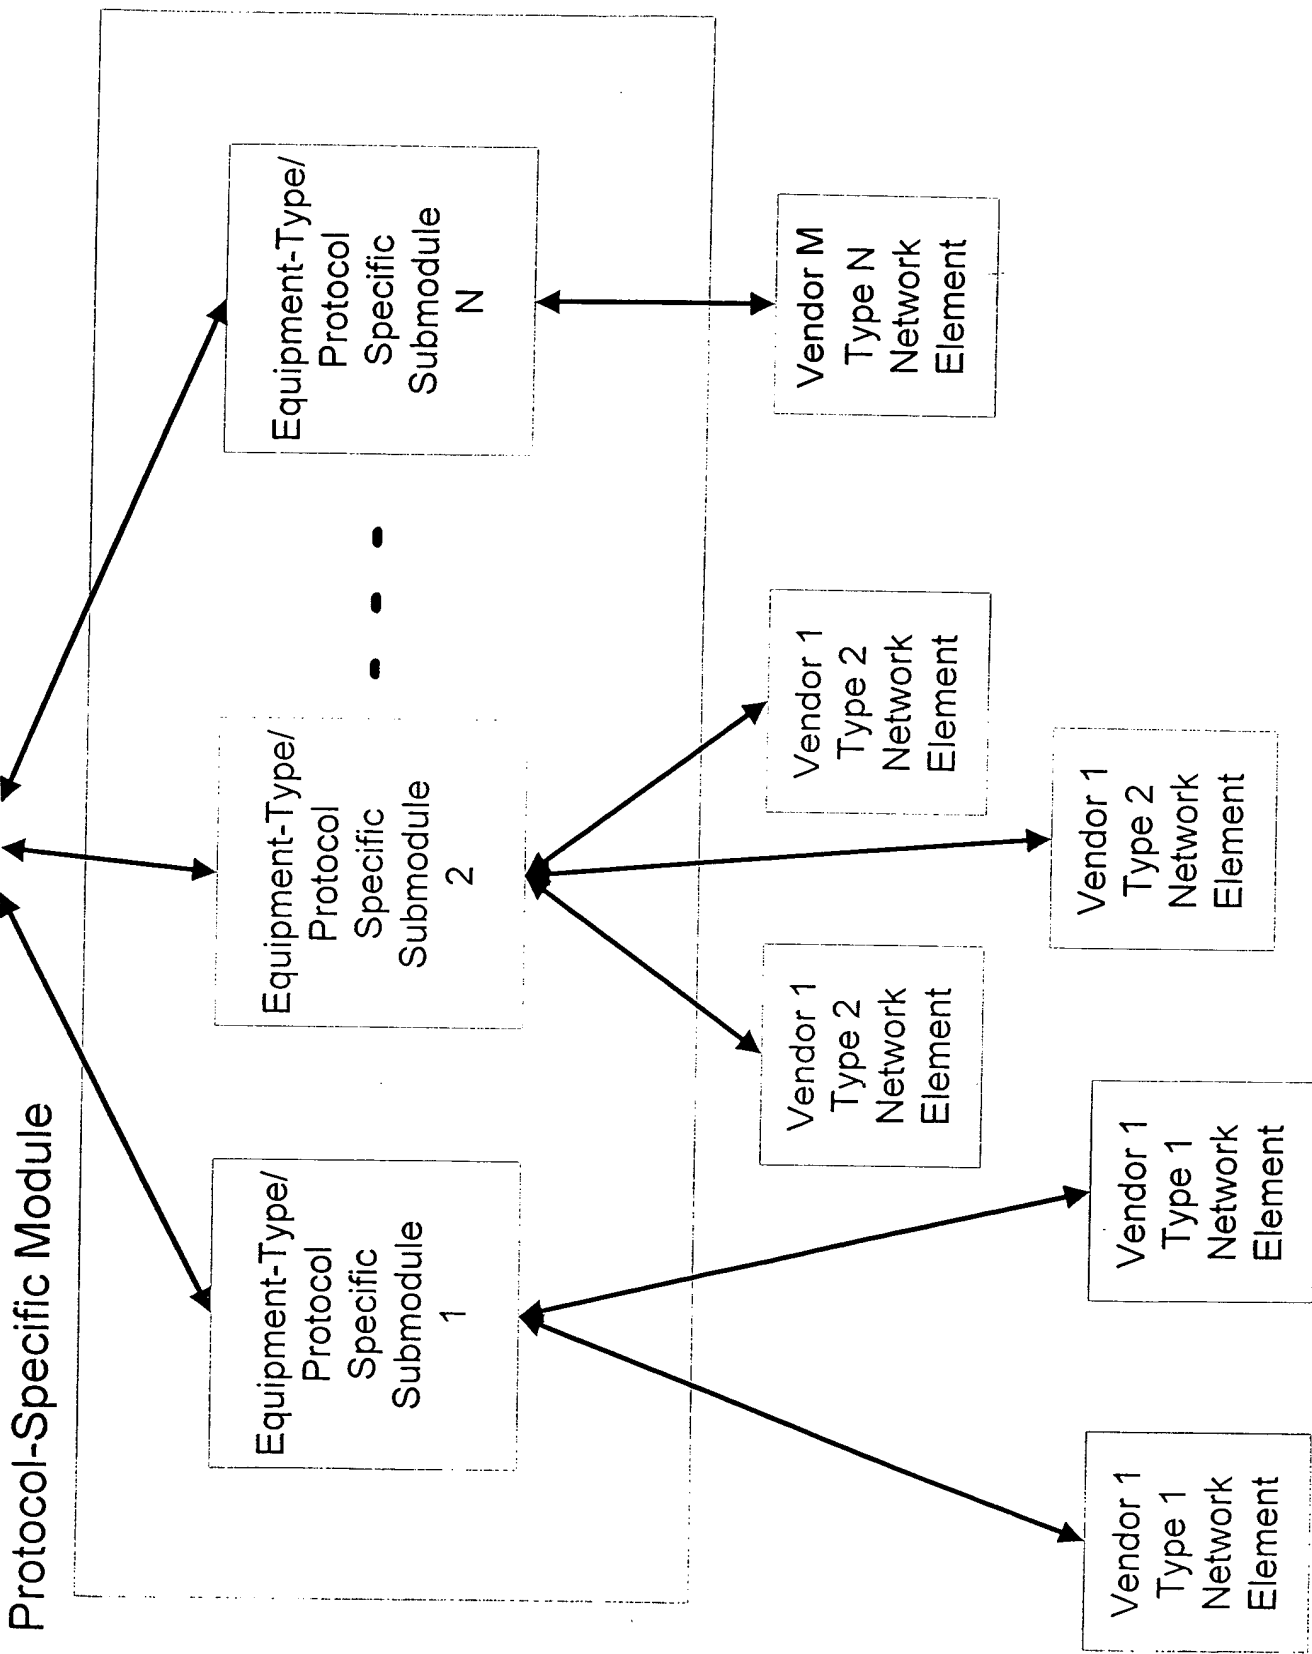 Protocol-Specific Module
Equipment-Type/
Protocol
Specific
Submodule
1
Equipment-Type/
Protocol
Specific
Submodule
2
Equipment-Type/
Protocol
Specific
Submodule
N
Vendor 1
Type 1
Network
Element
Vendor 1
Type 1
Network
Element
Vendor 1
Type 2
Network
Element
Vendor 1
Type 2
Network
Element
Vendor 1
Type 2
Network
Element
Vendor M
Type N
Network
Element